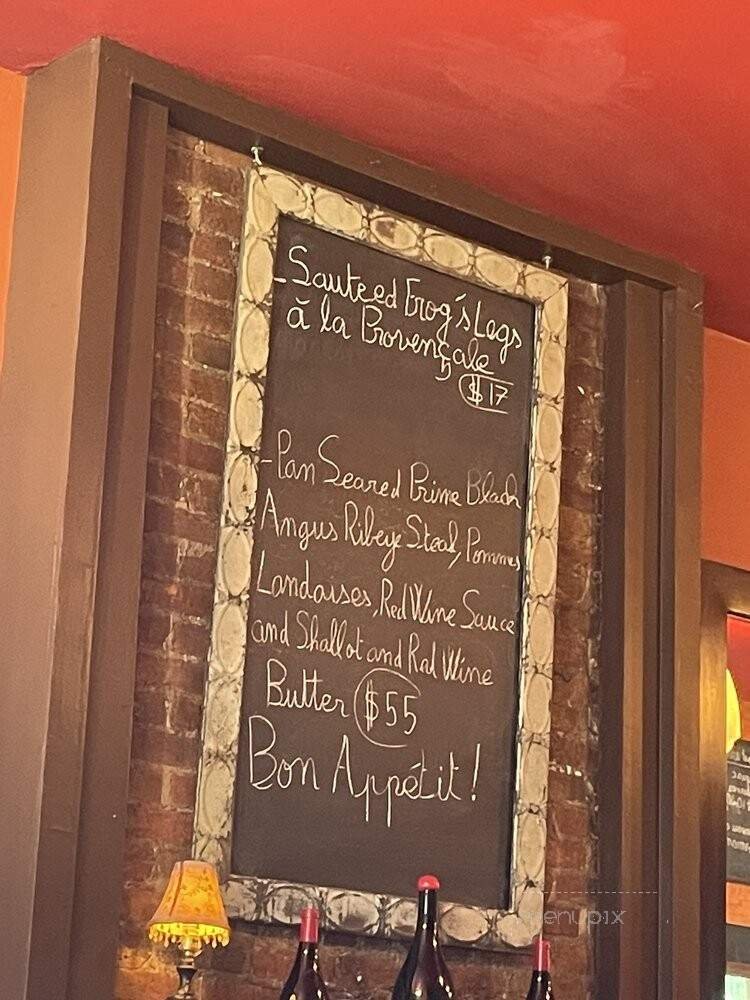 - Sauteed Frog's Legs
à la Provençale
$17
- Pan Seared Prime Black
Angus Ribeye Steak, Pommes
Landaises, Red Wine Sauce
and Shallot and Red Wine
Butter $55
Bon Appétit!
menupix